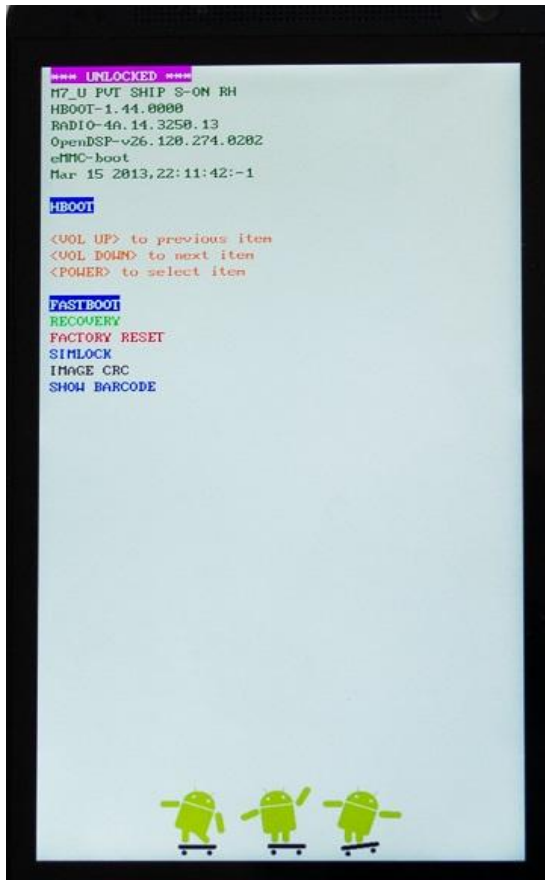 *** UNLOCKED ***
M7_U PVT SHIP S-ON RH
HBOOT-1.44.0000
RADIO-4A.14.3250.13
OpenDSP-v26.120.274.0202
eMMC-boot
Mar 15 2013,22:11:42:-1
HBOOT
<VOL UP> to previous item
<VOL DOWN> to next item
<POWER> to select item
FASTBOOT
RECOVERY
FACTORY RESET
SIMLOCK
IMAGE CRC
SHOW BARCODE